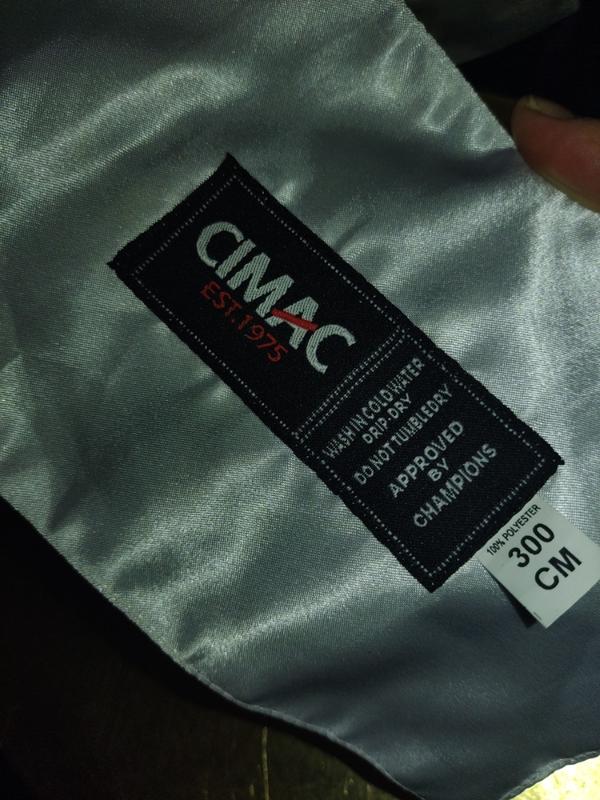 CIMAC
EST.1975
WASH IN COLD WATER
DRIP-DRY
DO NOT TUMBLE DRY
APPROVED
BY
CHAMPIONS
100% POLYESTER
300
CM